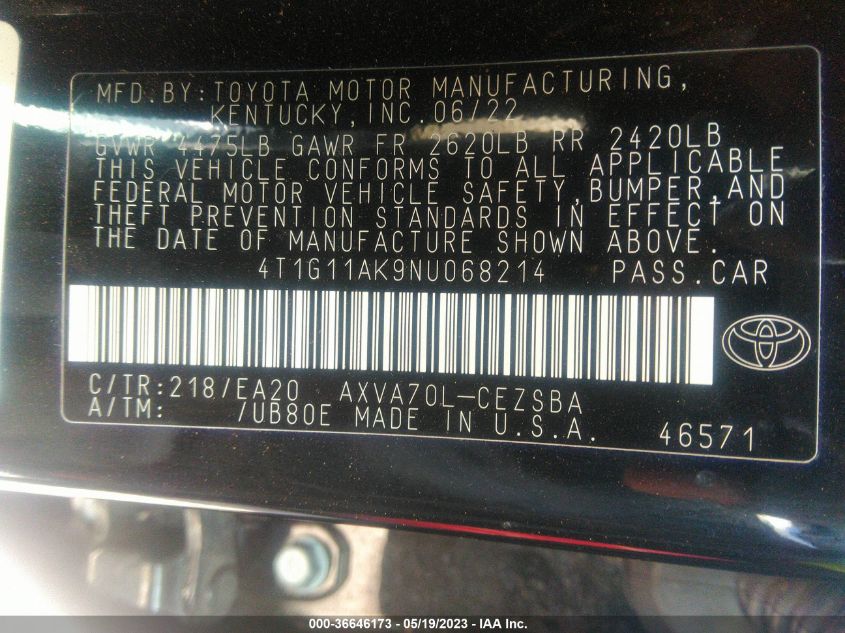 MFD.BY:TOYOTA MOTOR MANUFACTURING,
KENTUCKY,INC.06/22
GVWR 4475LB GAWR FR 2620LB RR 2420LB
THIS VEHICLE CONFORMS TO ALL APPLICABLE
FEDERAL MOTOR VEHICLE SAFETY,BUMPER,AND
THEFT PREVENTION STANDARDS IN EFFECT ON
THE DATE OF MANUFACTURE SHOWN ABOVE.
4T1G11AK9NU068214 PASS.CAR
C/TR:218/EA20 AXVA70L-CEZSBA
A/TM: /UB80E MADE IN U.S.A. 46571
000-36646173 - 05/19/2023 - IAA Inc.